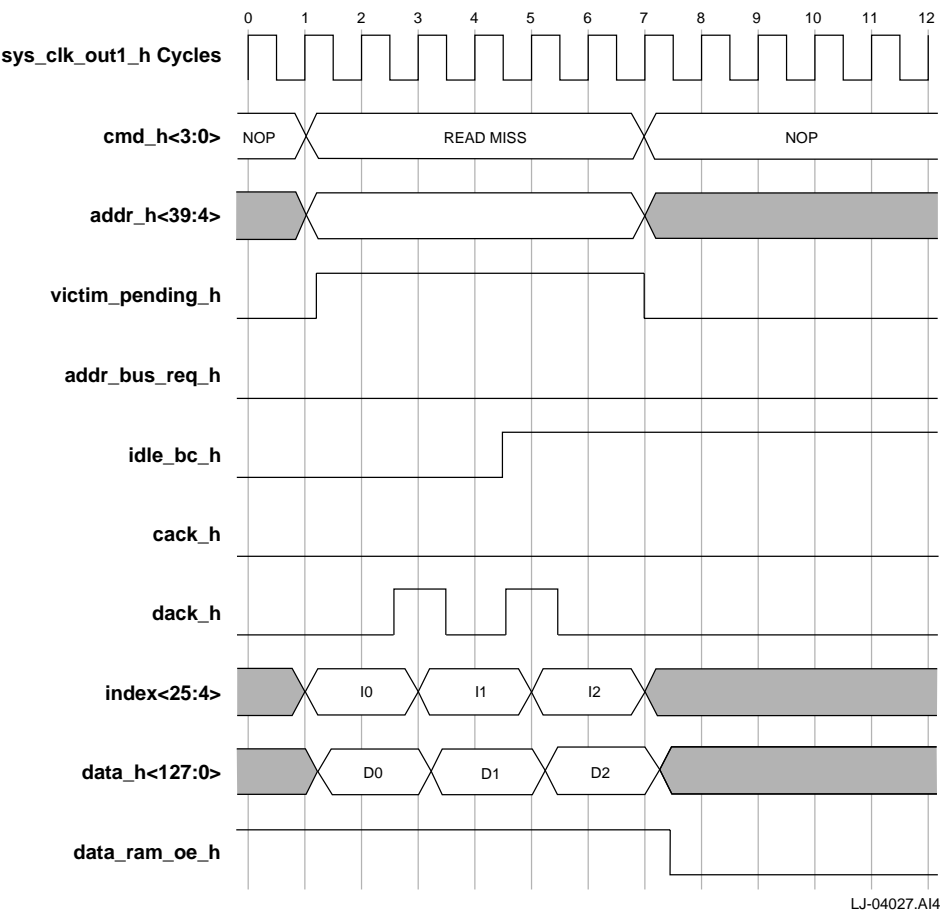 0 1 2 3 4 5 6 7 8 9 10 11 12
sys_clk_out1_h Cycles
cmd_h<3:0> NOP READ MISS NOP
addr_h<39:4>
victim_pending_h
addr_bus_req_h
idle_bc_h
cack_h
dack_h
index<25:4> I0 I1 I2
data_h<127:0> D0 D1 D2
data_ram_oe_h
LJ-04027.AI4